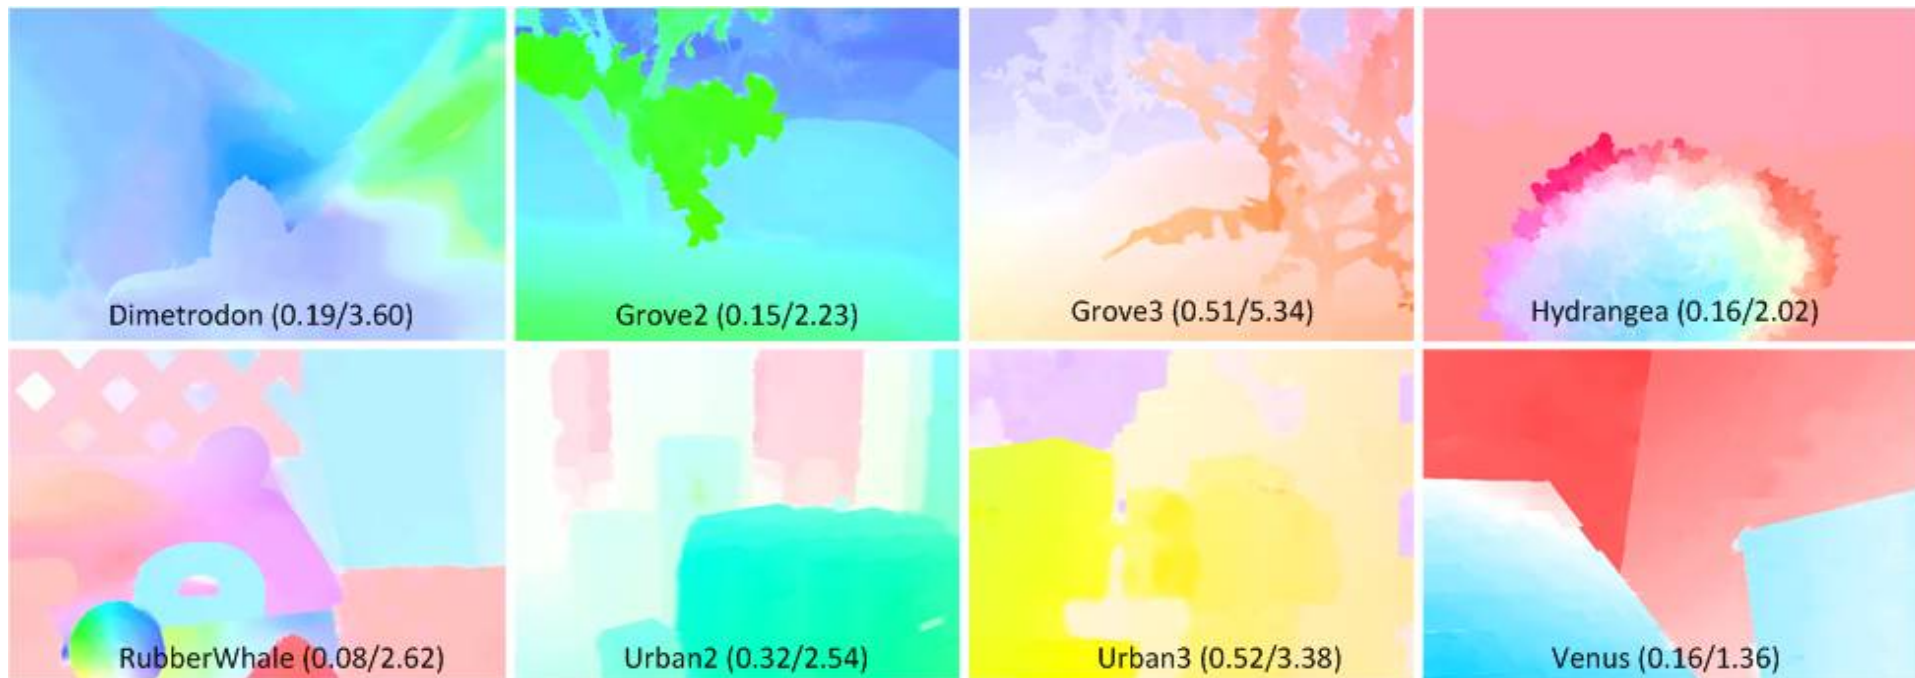 Dimetrodon (0.19/3.60)
Grove2 (0.15/2.23)
Grove3 (0.51/5.34)
Hydrangea (0.16/2.02)
RubberWhale (0.08/2.62)
Urban2 (0.32/2.54)
Urban3 (0.52/3.38)
Venus (0.16/1.36)